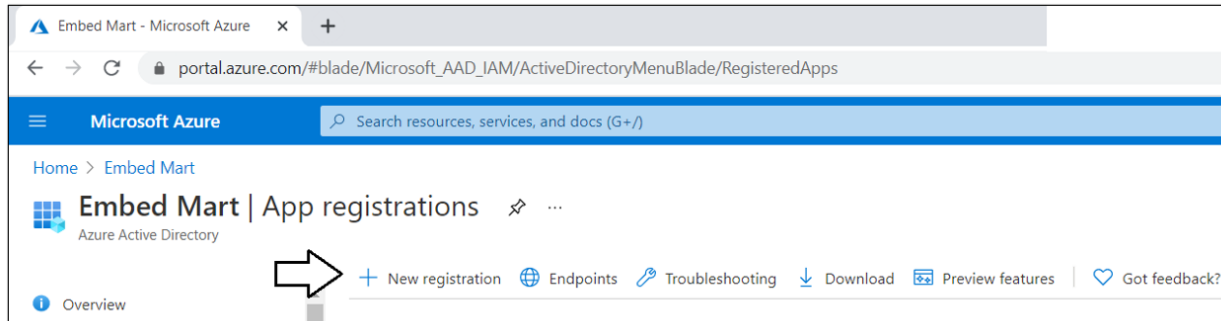 Embed Mart - Microsoft Azure
portal.azure.com/#blade/Microsoft_AAD_IAM/ActiveDirectoryMenuBlade/RegisteredApps
Microsoft Azure Search resources, services, and docs (G+/)
Home > Embed Mart
Embed Mart | App registrations ...
Azure Active Directory
New registration Endpoints Troubleshooting Download Preview features Got feedback?
Overview